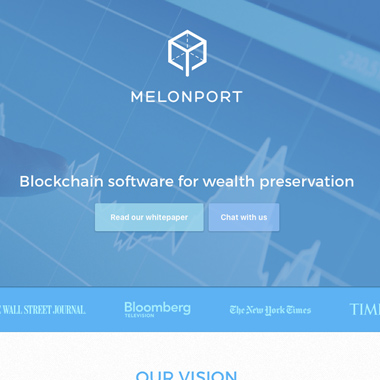 MELONPORT
Blockchain software for wealth preservation
Read our whitepaper
Chat with us
E WALL STREET JOURNAL
Bloomberg
TELEVISION
The New York Times
TIM
OUR VISION